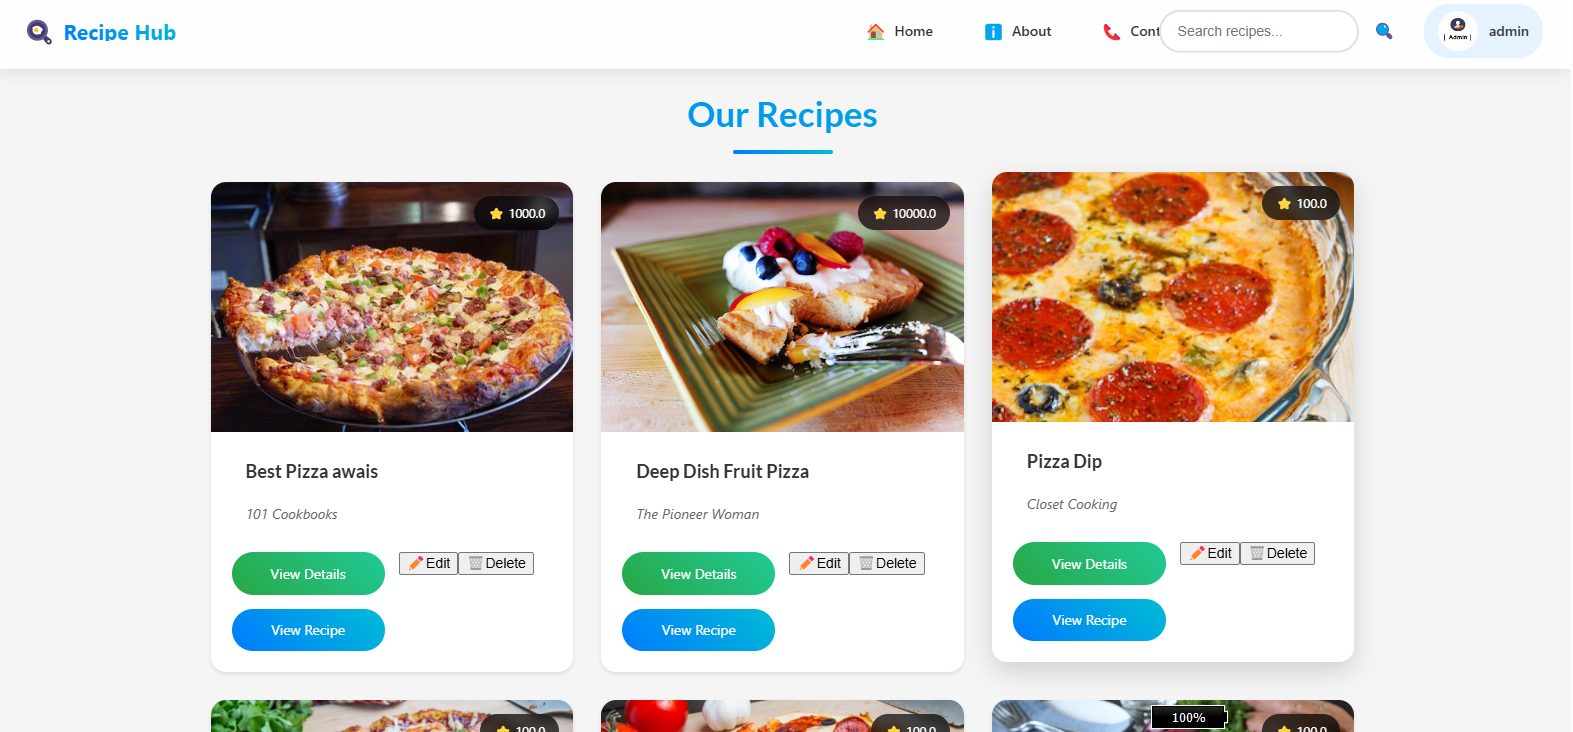 Recipe Hub
Home
About
Cont
Search recipes...
Admin
admin
Our Recipes
1000.0
10000.0
100.0
Best Pizza awais
Deep Dish Fruit Pizza
Pizza Dip
101 Cookbooks
The Pioneer Woman
Closet Cooking
View Details
Edit
Delete
View Details
Edit
Delete
View Details
Edit
Delete
View Recipe
View Recipe
View Recipe
100.0
100.0
100%
100.0